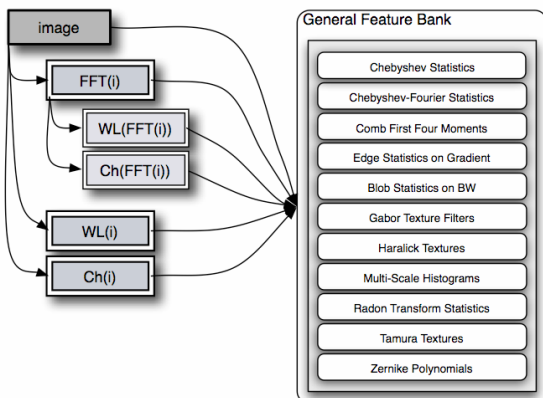 image
FFT(i)
WL(FFT(i))
Ch(FFT(i))
WL(i)
Ch(i)
General Feature Bank
Chebyshev Statistics
Chebyshev-Fourier Statistics
Comb First Four Moments
Edge Statistics on Gradient
Blob Statistics on BW
Gabor Texture Filters
Haralick Textures
Multi-Scale Histograms
Radon Transform Statistics
Tamura Textures
Zernike Polynomials